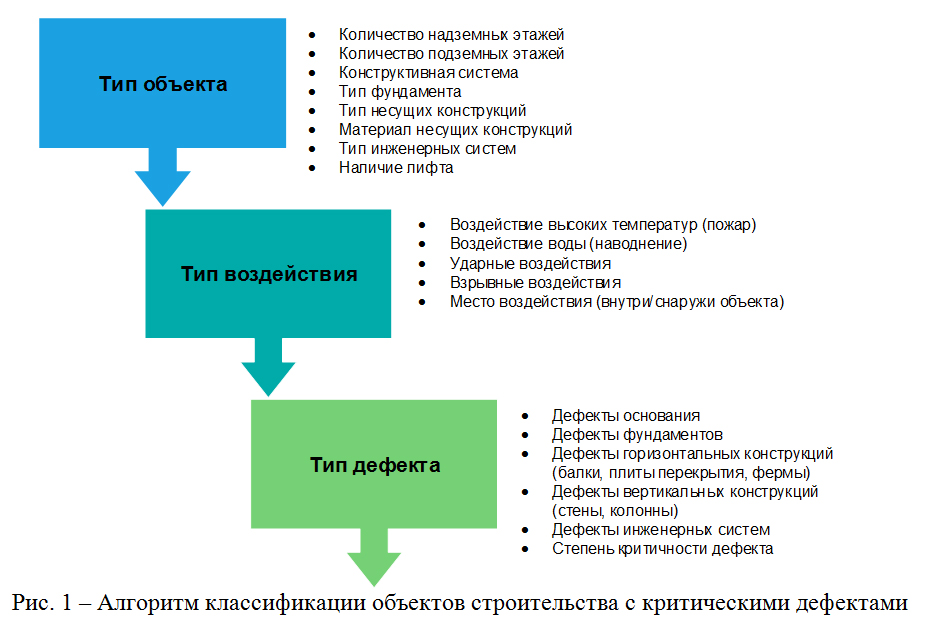 Тип объекта
• Количество надземных этажей
• Количество подземных этажей
• Конструктивная система
• Тип фундамента
• Тип несущих конструкций
• Материал несущих конструкций
• Тип инженерных систем
• Наличие лифта
Тип воздействия
• Воздействие высоких температур (пожар)
• Воздействие воды (наводнение)
• Ударные воздействия
• Взрывные воздействия
• Место воздействия (внутри/снаружи объекта)
Тип дефекта
• Дефекты основания
• Дефекты фундаментов
• Дефекты горизонтальных конструкций
(балки, плиты перекрытия, фермы)
• Дефекты вертикальных конструкций
(стены, колонны)
• Дефекты инженерных систем
• Степень критичности дефекта
Рис. 1 – Алгоритм классификации объектов строительства с критическими дефектами